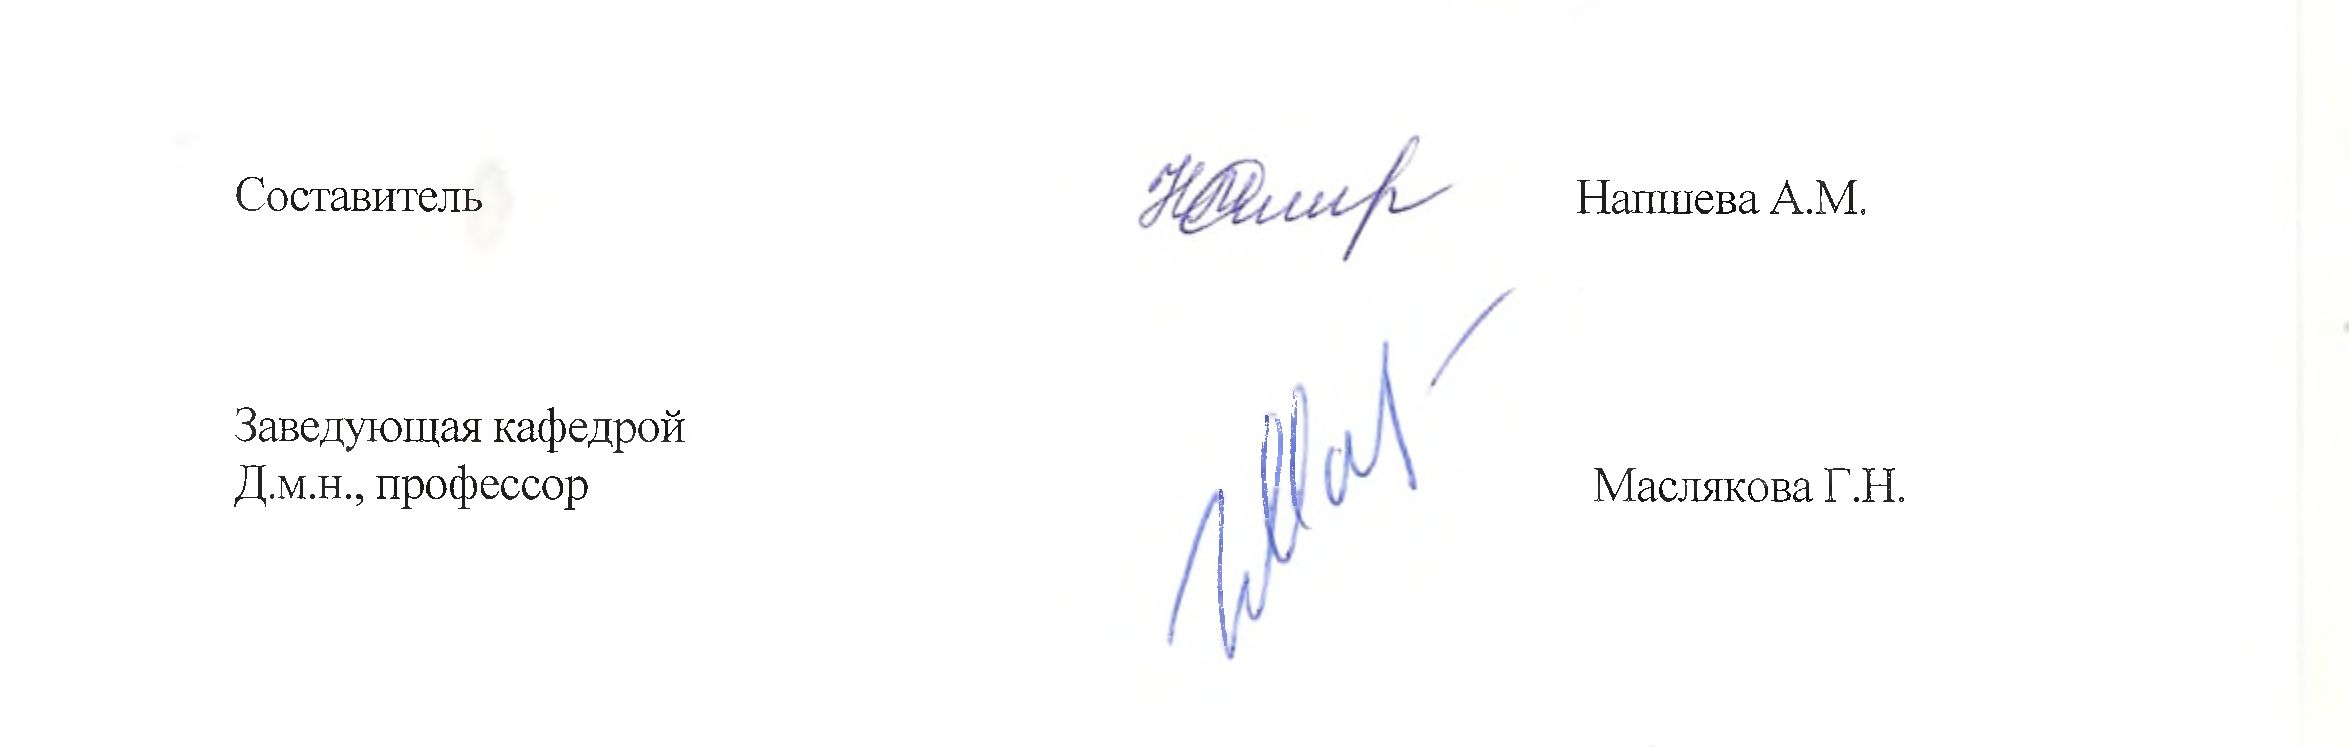 Составитель Напшева А.М.
Заведующая кафедрой
Д.м.н., профессор Маслякова Г.Н.